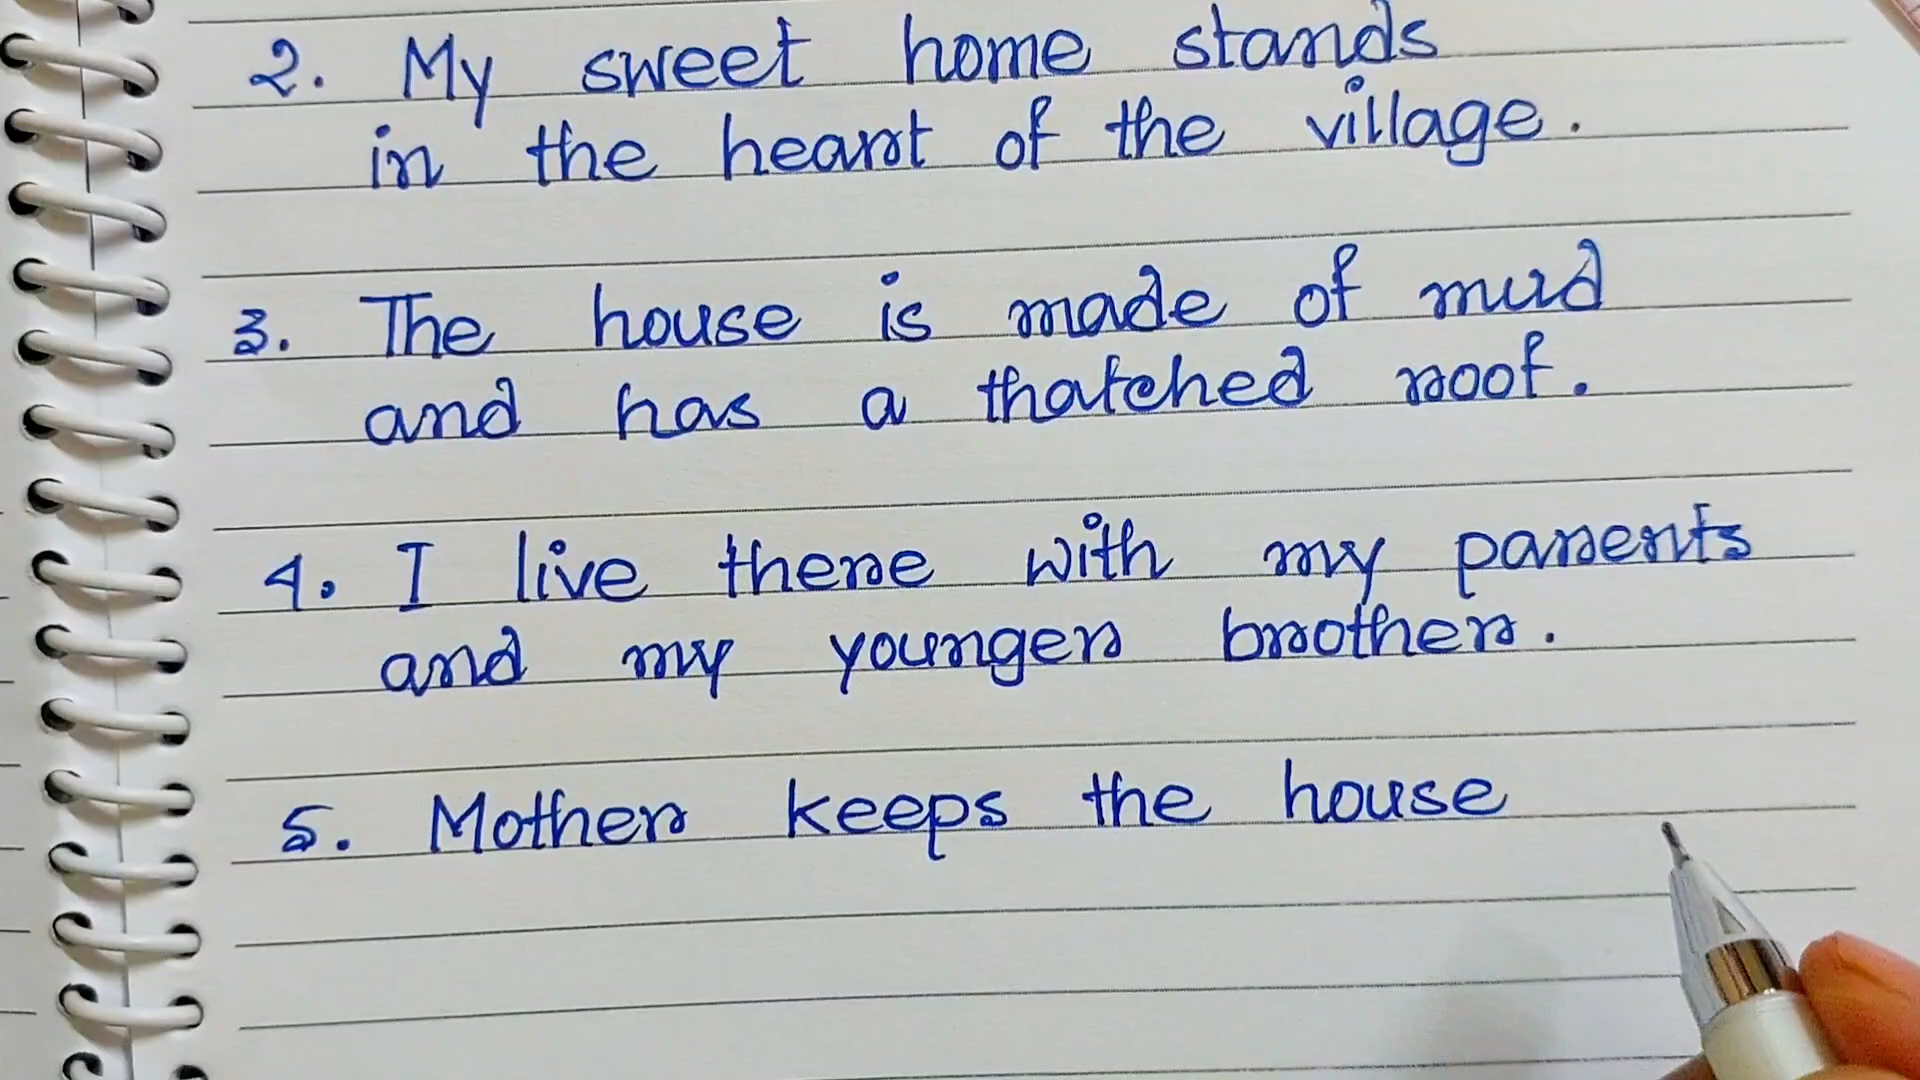 2. My sweet home stands
in the heart of the village.
3. The house is made of mud
and has a thatched roof.
4. I live there with my parents
and my younger brother.
5. Mother keeps the house